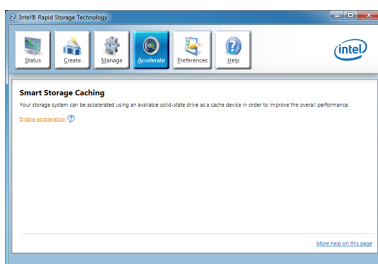 Intel® Rapid Storage Technology
Status
Create
Manage
Accelerate
Preferences
Help
intel
Smart Storage Caching
Your storage system can be accelerated using an available solid-state drive as a cache device in order to improve the overall performance.
Enable acceleration ?
More help on this page